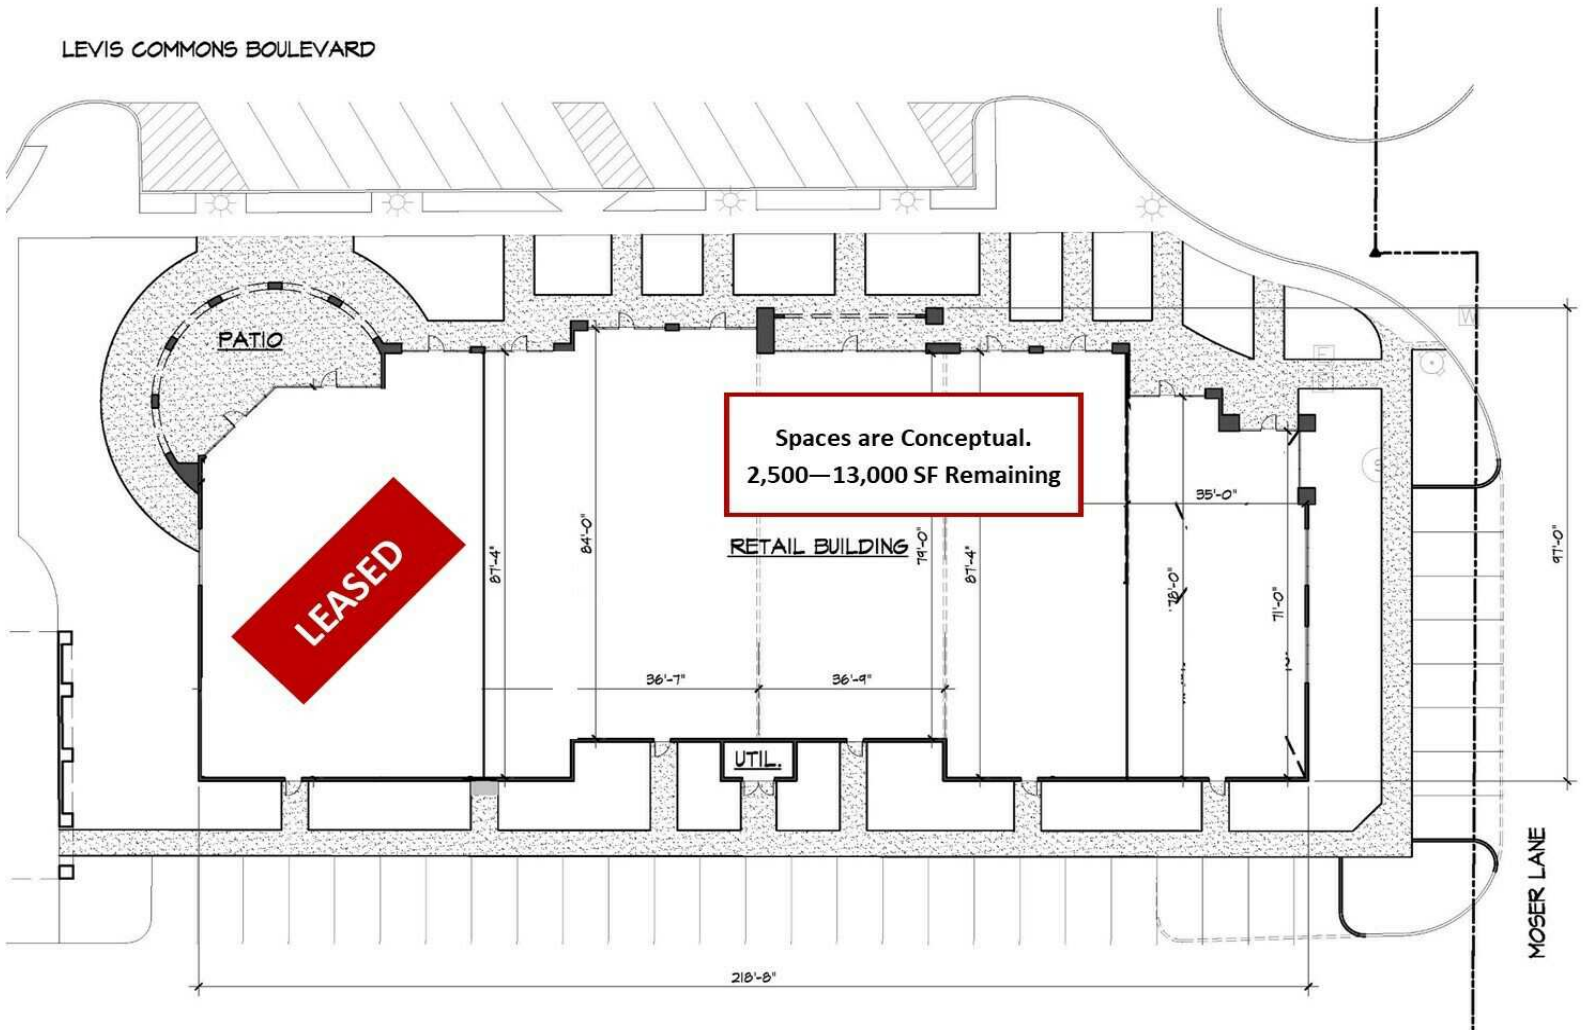 LEVIS COMMONS BOULEVARD
PATIO
Spaces are Conceptual.
2,500—13,000 SF Remaining
35'-0"
RETAIL BUILDING
LEASED
87'-4"
84'-0"
79'-0"
87'-4"
78'-0"
71'-0"
97'-0"
36'-7"
36'-9"
UTIL.
218'-8"
MOSER LANE
E
W
S